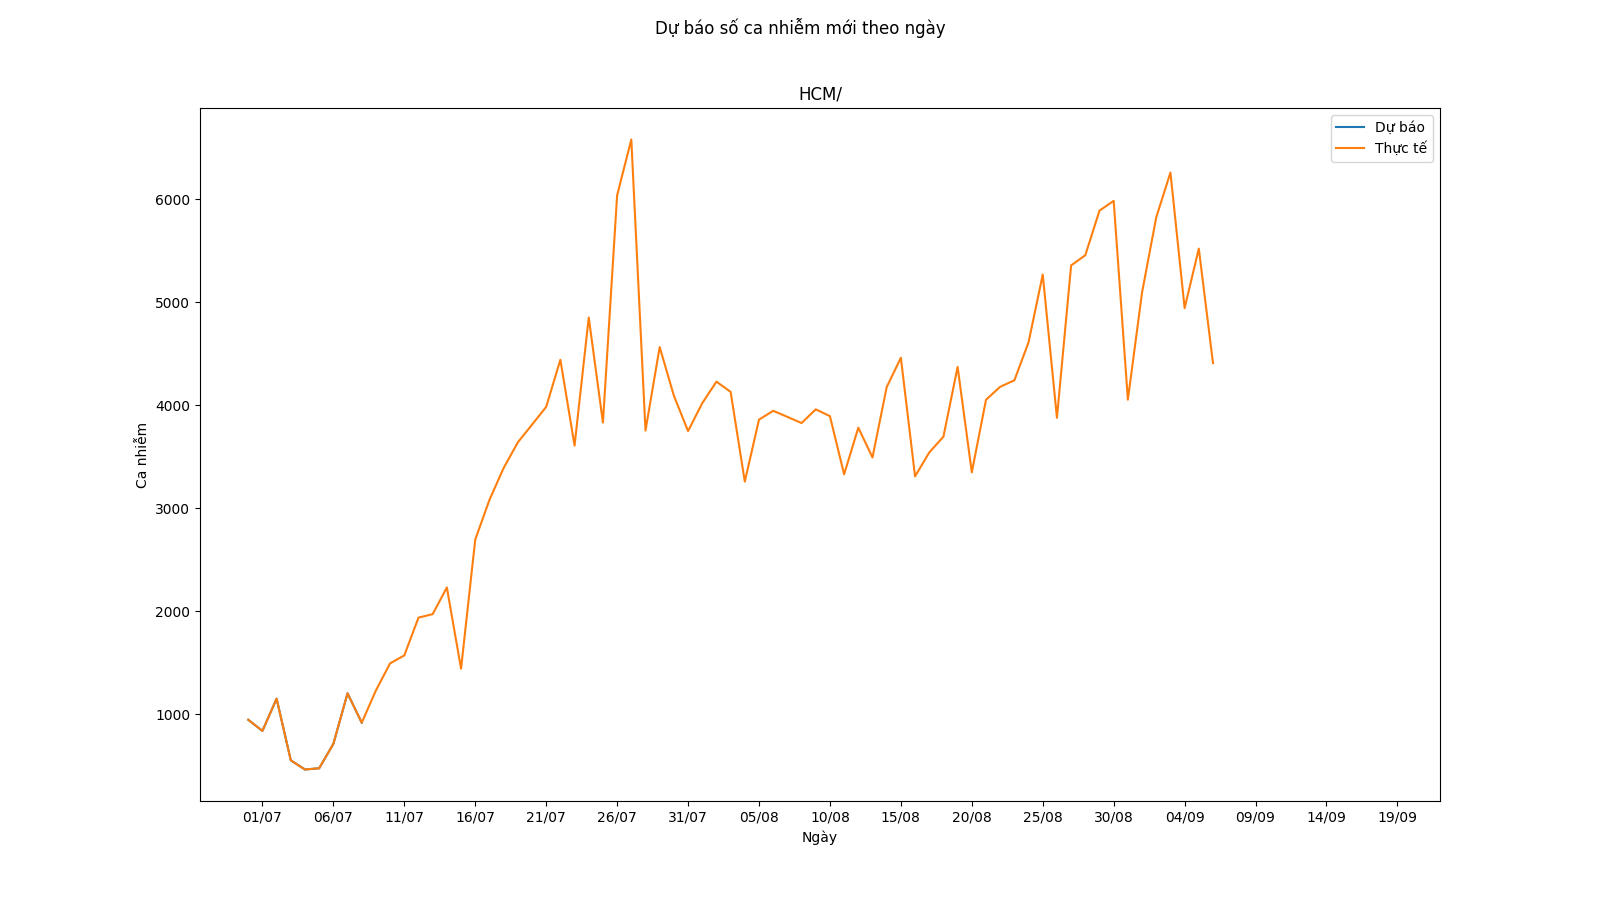 Dự báo số ca nhiễm mới theo ngày
HCM/
Dự báo
Thực tế
6000
5000
4000
3000
2000
1000
Ca nhiễm
01/07 06/07 11/07 16/07 21/07 26/07 31/07 05/08 10/08 15/08 20/08 25/08 30/08 04/09 09/09 14/09 19/09
Ngày